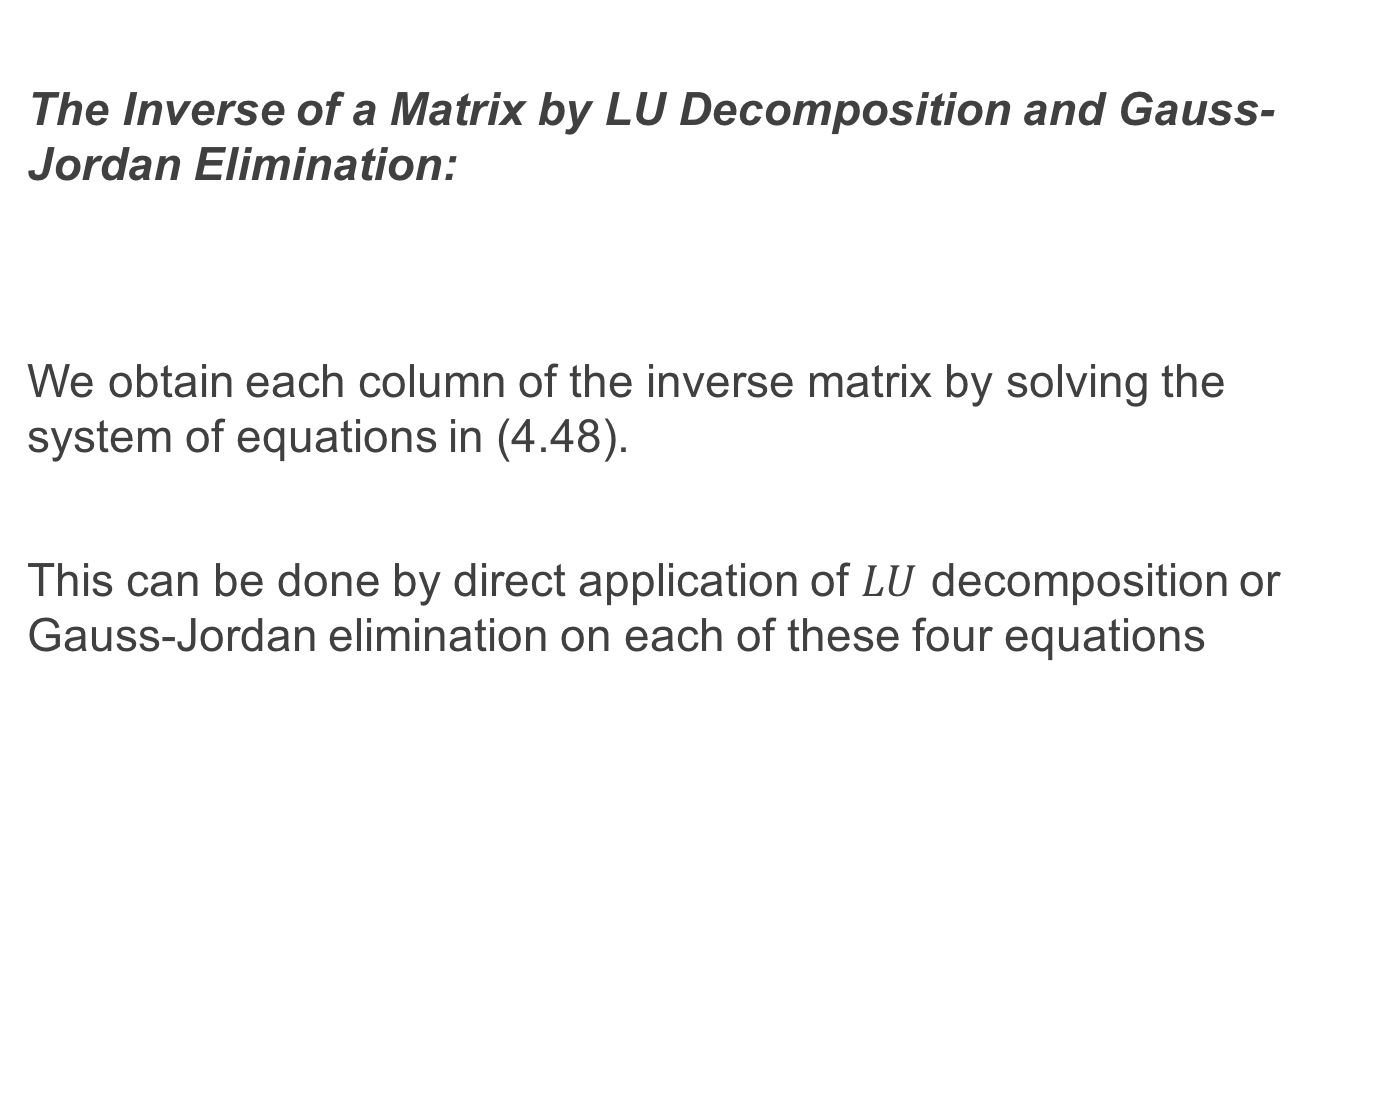 The Inverse of a Matrix by LU Decomposition and Gauss-
Jordan Elimination:
We obtain each column of the inverse matrix by solving the
system of equations in (4.48).
This can be done by direct application of 𝐿𝑈 decomposition or
Gauss-Jordan elimination on each of these four equations